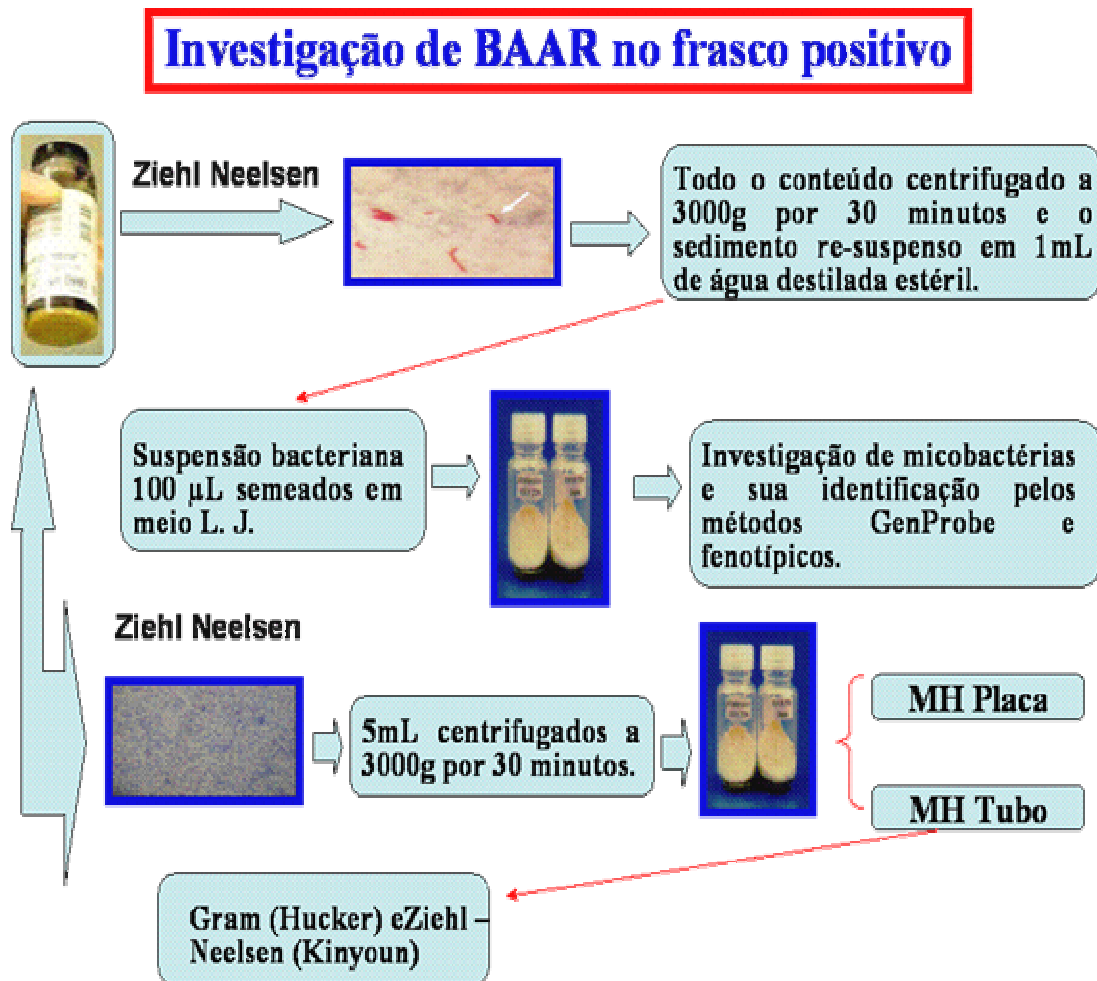 Investigação de BAAR no frasco positivo
Ziehl Neelsen
Todo o conteúdo centrifugado a
3000g por 30 minutos e o
sedimento re-suspenso em 1mL
de água destilada estéril.
Suspensão bacteriana
100 µL semeados em
meio L. J.
Investigação de micobactérias
e sua identificação pelos
métodos GenProbe e
fenotípicos.
Ziehl Neelsen
5mL centrifugados a
3000g por 30 minutos.
MH Placa
MH Tubo
Gram (Hucker) eZiehl –
Neelsen (Kinyoun)